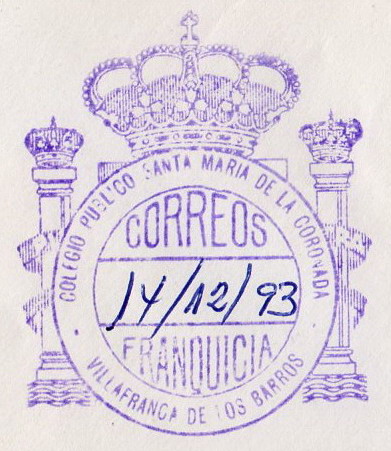 COLEGIO PUBLICO SANTA MARIA DE LA CORONADA
CORREOS
14/12/93
FRANQUICIA
VILLAFRANCA DE LOS BARROS